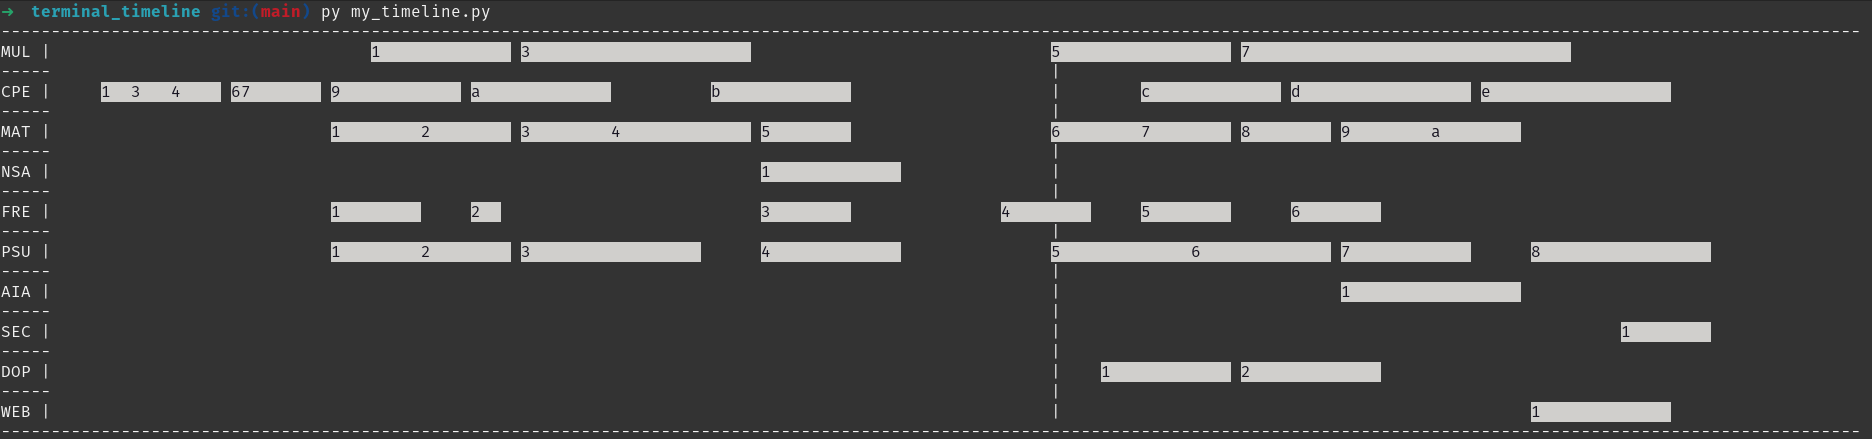 → terminal_timeline git:(main) py my_timeline.py
-----------------------------------------------------------------------------------------------------------------------------------------------------------------------------------------
MUL | 1 3 5 7
----- |
CPE | 1 3 4 67 9 a b | c d e
----- |
MAT | 1 2 3 4 5 6 7 8 9 a
----- |
NSA | 1 |
----- |
FRE | 1 2 3 4 | 5 6
----- |
PSU | 1 2 3 4 5 6 7 8
----- |
AIA | | 1
----- |
SEC | | 1
----- |
DOP | | 1 2
----- |
WEB | | 1
-----------------------------------------------------------------------------------------------------------------------------------------------------------------------------------------